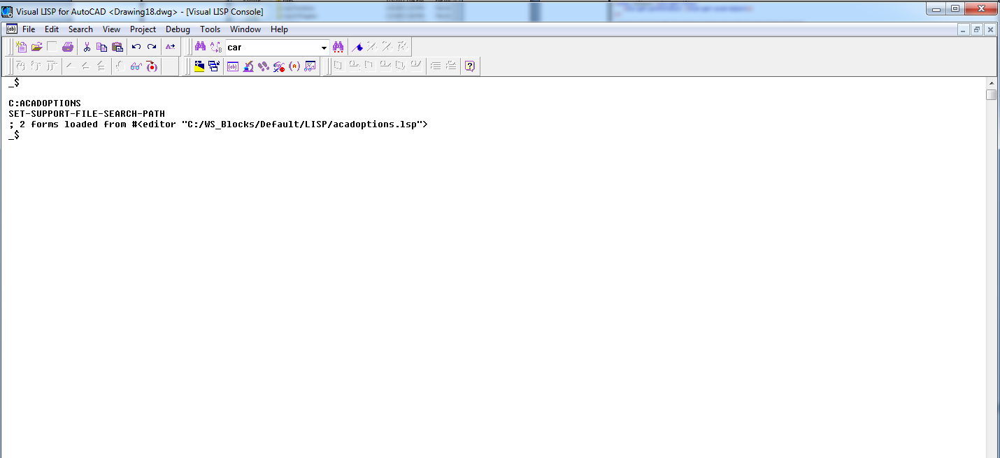 Visual LISP for AutoCAD <Drawing18.dwg> - [Visual LISP Console]
File Edit Search View Project Debug Tools Window Help
car
_$
C:ACADOPTIONS
SET-SUPPORT-FILE-SEARCH-PATH
; 2 forms loaded from #<editor "C:/WS_Blocks/Default/LISP/acadoptions.lsp">
_$